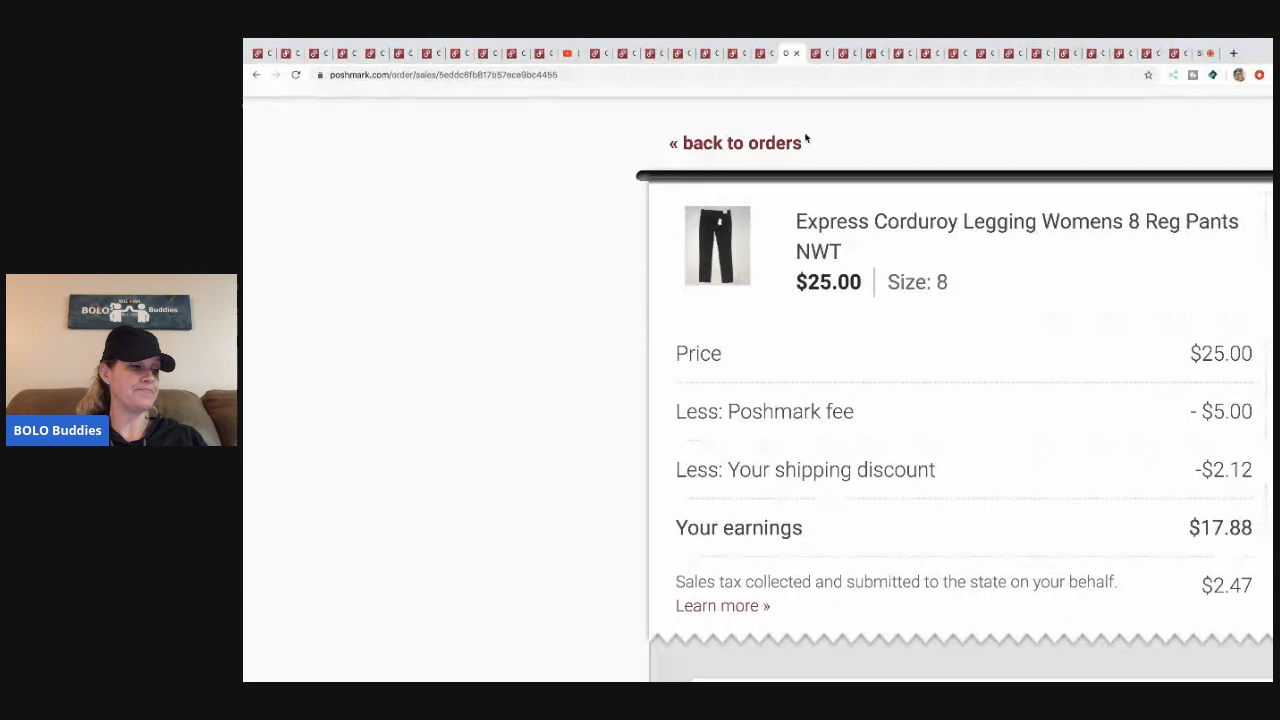 poshmark.com/order/sales/5eddc6fb817b57ece9bc4455
« back to orders
Express Corduroy Legging Womens 8 Reg Pants
NWT
$25.00 Size: 8
Price $25.00
Less: Poshmark fee - $5.00
Less: Your shipping discount -$2.12
Your earnings $17.88
Sales tax collected and submitted to the state on your behalf. $2.47
Learn more »
BOLO Buddies
BOLO Buddies